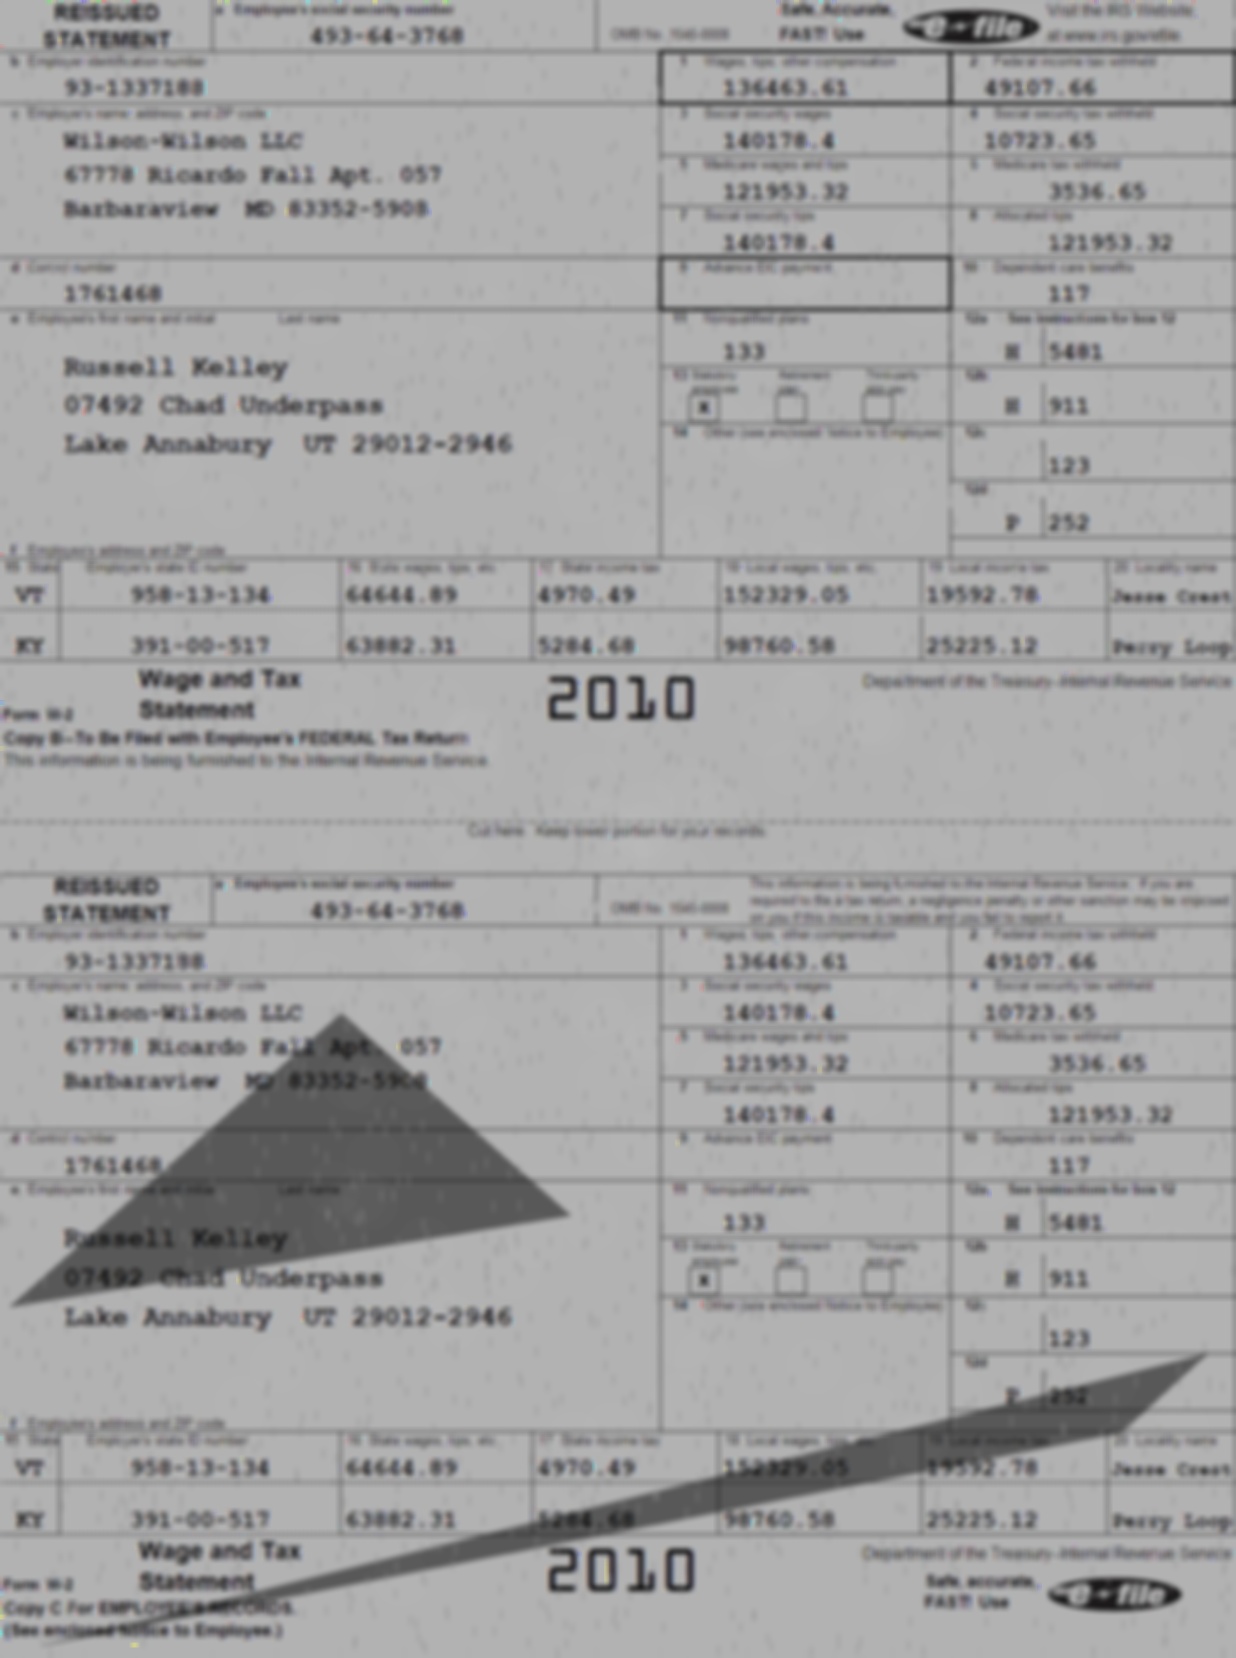 REISSUED STATEMENT
a Employee's social security number
493-64-3768
OMB No. 1545-0008
Safe, Accurate, FAST! Use
e file
Visit the IRS Website, at www.irs.gov/efile.
b Employer identification number
93-1337188
1 Wages, tips, other compensation
136463.61
2 Federal income tax withheld
49107.66
c Employer's name, address, and ZIP code
Wilson-Wilson LLC
67778 Ricardo Fall Apt. 057
Barbaraview MD 83352-5908
3 Social security wages
140178.4
4 Social security tax withheld
10723.65
5 Medicare wages and tips
121953.32
Medicare tax withheld
3536.65
7 Social security tips
140178.4
8 Allocated tips
121953.32
d Control number
1761468
9 Advance EIC payment
10 Dependent care benefits
117
e Employee's first name and initial Last name
Russell Kelley
07492 Chad Underpass
Lake Annabury UT 29012-2946
11 Nonqualified plans
133
12a See instructions for box 12
H 5481
13 Statutory employee
Retirement plan
Third-party sick pay
X
12b
H 911
14 Other (see enclosed Notice to Employee)
12c
123
12d
P 252
f Employee's address and ZIP code
15 State Employer's state ID number 16 State wages, tips, etc. 17 State income tax 18 Local wages, tips, etc. 19 Local income tax 20 Locality name
VT 958-13-134 64644.89 4970.49 152329.05 19592.78 Jesse Crest
KY 391-00-517 63882.31 5284.68 98760.58 25225.12 Perry Loop
Form W-2
Wage and Tax Statement
2010
Department of the Treasury-Internal Revenue Service
Copy B--To Be Filed with Employee's FEDERAL Tax Return
This information is being furnished to the Internal Revenue Service.
Cut here - Keep lower portion for your records.
REISSUED STATEMENT
a Employee's social security number
493-64-3768
OMB No. 1545-0008
This information is being furnished to the Internal Revenue Service. If you are
required to file a tax return, a negligence penalty or other sanction may be imposed
on you if this income is taxable and you fail to report it.
b Employer identification number
93-1337188
1 Wages, tips, other compensation
136463.61
2 Federal income tax withheld
49107.66
c Employer's name, address, and ZIP code
Wilson-Wilson LLC
67778 Ricardo Fall Apt. 057
Barbaraview MD 83352-5908
3 Social security wages
140178.4
4 Social security tax withheld
10723.65
5 Medicare wages and tips
121953.32
6 Medicare tax withheld
3536.65
7 Social security tips
140178.4
8 Allocated tips
121953.32
d Control number
1761468
9 Advance EIC payment
10 Dependent care benefits
117
e Employee's first name and initial Last name
Russell Kelley
07492 Chad Underpass
Lake Annabury UT 29012-2946
11 Nonqualified plans
133
12a See instructions for box 12
H 5481
13 Statutory employee
Retirement plan
Third-party sick pay
X
12b
H 911
14 Other (see enclosed Notice to Employee)
12c
123
12d
P 252
f Employee's address and ZIP code
15 State Employer's state ID number 16 State wages, tips, etc. 17 State income tax 18 Local wages, tips, etc. 19 Local income tax 20 Locality name
VT 958-13-134 64644.89 4970.49 152329.05 19592.78 Jesse Crest
KY 391-00-517 63882.31 5284.68 98760.58 25225.12 Perry Loop
Form W-2
Wage and Tax Statement
2010
Department of the Treasury-Internal Revenue Service
Copy C For EMPLOYEE'S RECORDS.
(See enclosed Notice to Employee.)
Safe, accurate, FAST! Use
e file